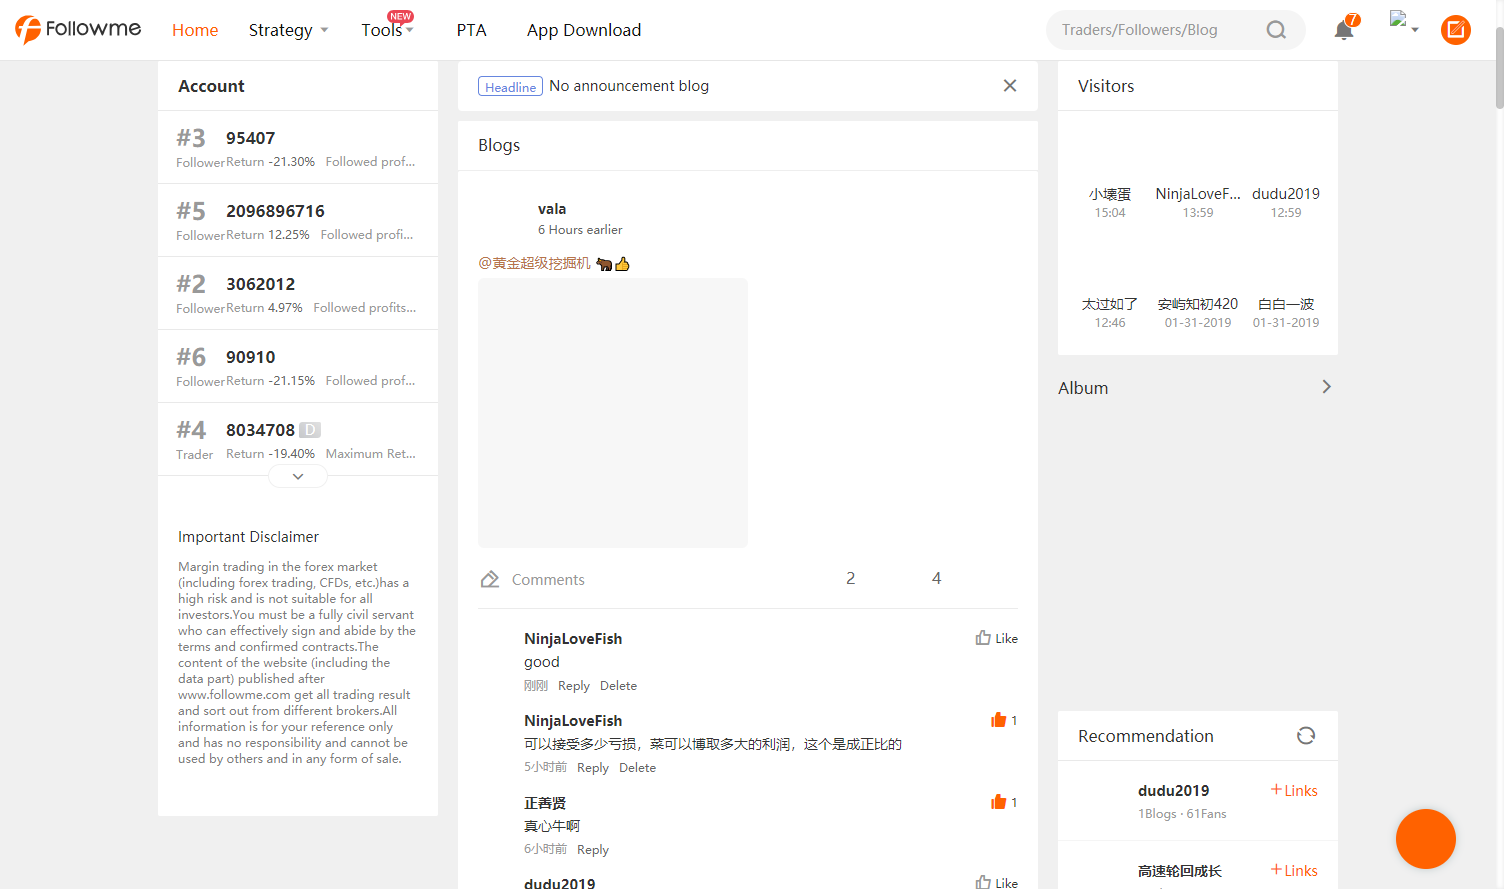 Followme
Home
Strategy
Tools
NEW
PTA
App Download
Traders/Followers/Blog
7
Account
#3 95407
Follower Return -21.30% Followed prof...
#5 2096896716
Follower Return 12.25% Followed profi...
#2 3062012
Follower Return 4.97% Followed profits...
#6 90910
Follower Return -21.15% Followed prof...
#4 8034708 D
Trader Return -19.40% Maximum Ret...
Important Disclaimer
Margin trading in the forex market
(including forex trading, CFDs, etc.)has a
high risk and is not suitable for all
investors.You must be a fully civil servant
who can effectively sign and abide by the
terms and confirmed contracts.The
content of the website (including the
data part) published after
www.followme.com get all trading result
and sort out from different brokers.All
information is for your reference only
and has no responsibility and cannot be
used by others and in any form of sale.
Headline No announcement blog
Blogs
vala
6 Hours earlier
@黄金超级挖掘机 🐂👍
Comments 2 4
NinjaLoveFish Like
good
刚刚 Reply Delete
NinjaLoveFish 1
可以接受多少亏损，菜可以博取多大的利润，这个是成正比的
5小时前 Reply Delete
正善贤 1
真心牛啊
6小时前 Reply
dudu2019 Like
Visitors
小壞蛋 NinjaLoveF... dudu2019
15:04 13:59 12:59
太过如了 安屿知初420 白白一波
12:46 01-31-2019 01-31-2019
Album
Recommendation
dudu2019 +Links
1Blogs · 61Fans
高速轮回成长 +Links